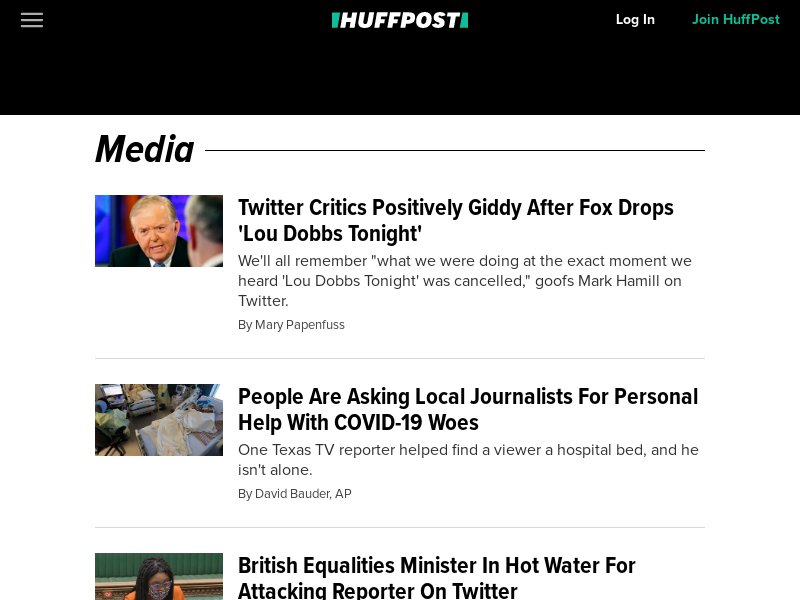 HUFFPOST
Log In
Join HuffPost
Media
Twitter Critics Positively Giddy After Fox Drops
'Lou Dobbs Tonight'
We'll all remember "what we were doing at the exact moment we
heard 'Lou Dobbs Tonight' was cancelled," goofs Mark Hamill on
Twitter.
By Mary Papenfuss
People Are Asking Local Journalists For Personal
Help With COVID-19 Woes
One Texas TV reporter helped find a viewer a hospital bed, and he
isn't alone.
By David Bauder, AP
British Equalities Minister In Hot Water For
Attacking Reporter On Twitter